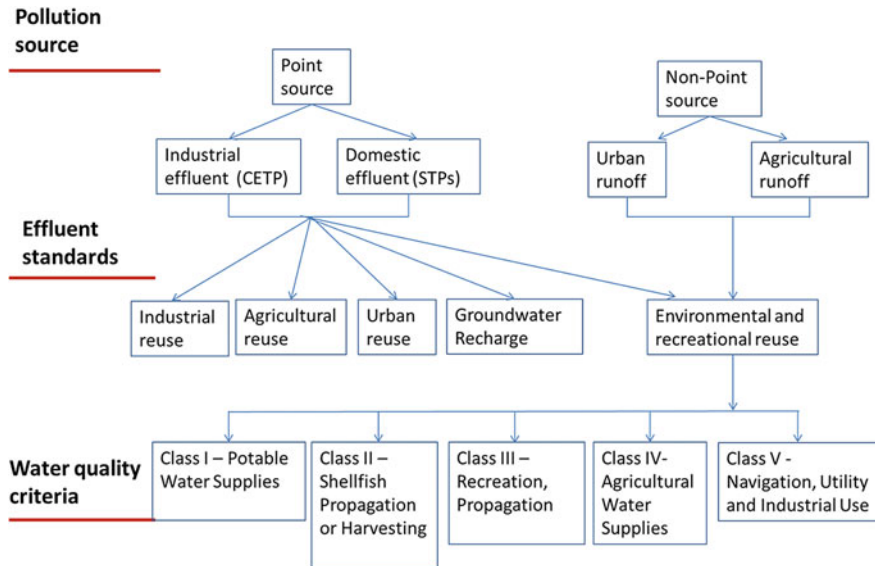 Pollution
source
Point
source
Non-Point
source
Industrial
effluent (CETP)
Domestic
effluent (STPs)
Urban
runoff
Agricultural
runoff
Effluent
standards
Industrial
reuse
Agricultural
reuse
Urban
reuse
Groundwater
Recharge
Environmental and
recreational reuse
Water quality
criteria
Class I – Potable
Water Supplies
Class II –
Shellfish
Propagation
or Harvesting
Class III –
Recreation,
Propagation
Class IV-
Agricultural
Water
Supplies
Class V -
Navigation, Utility
and Industrial Use